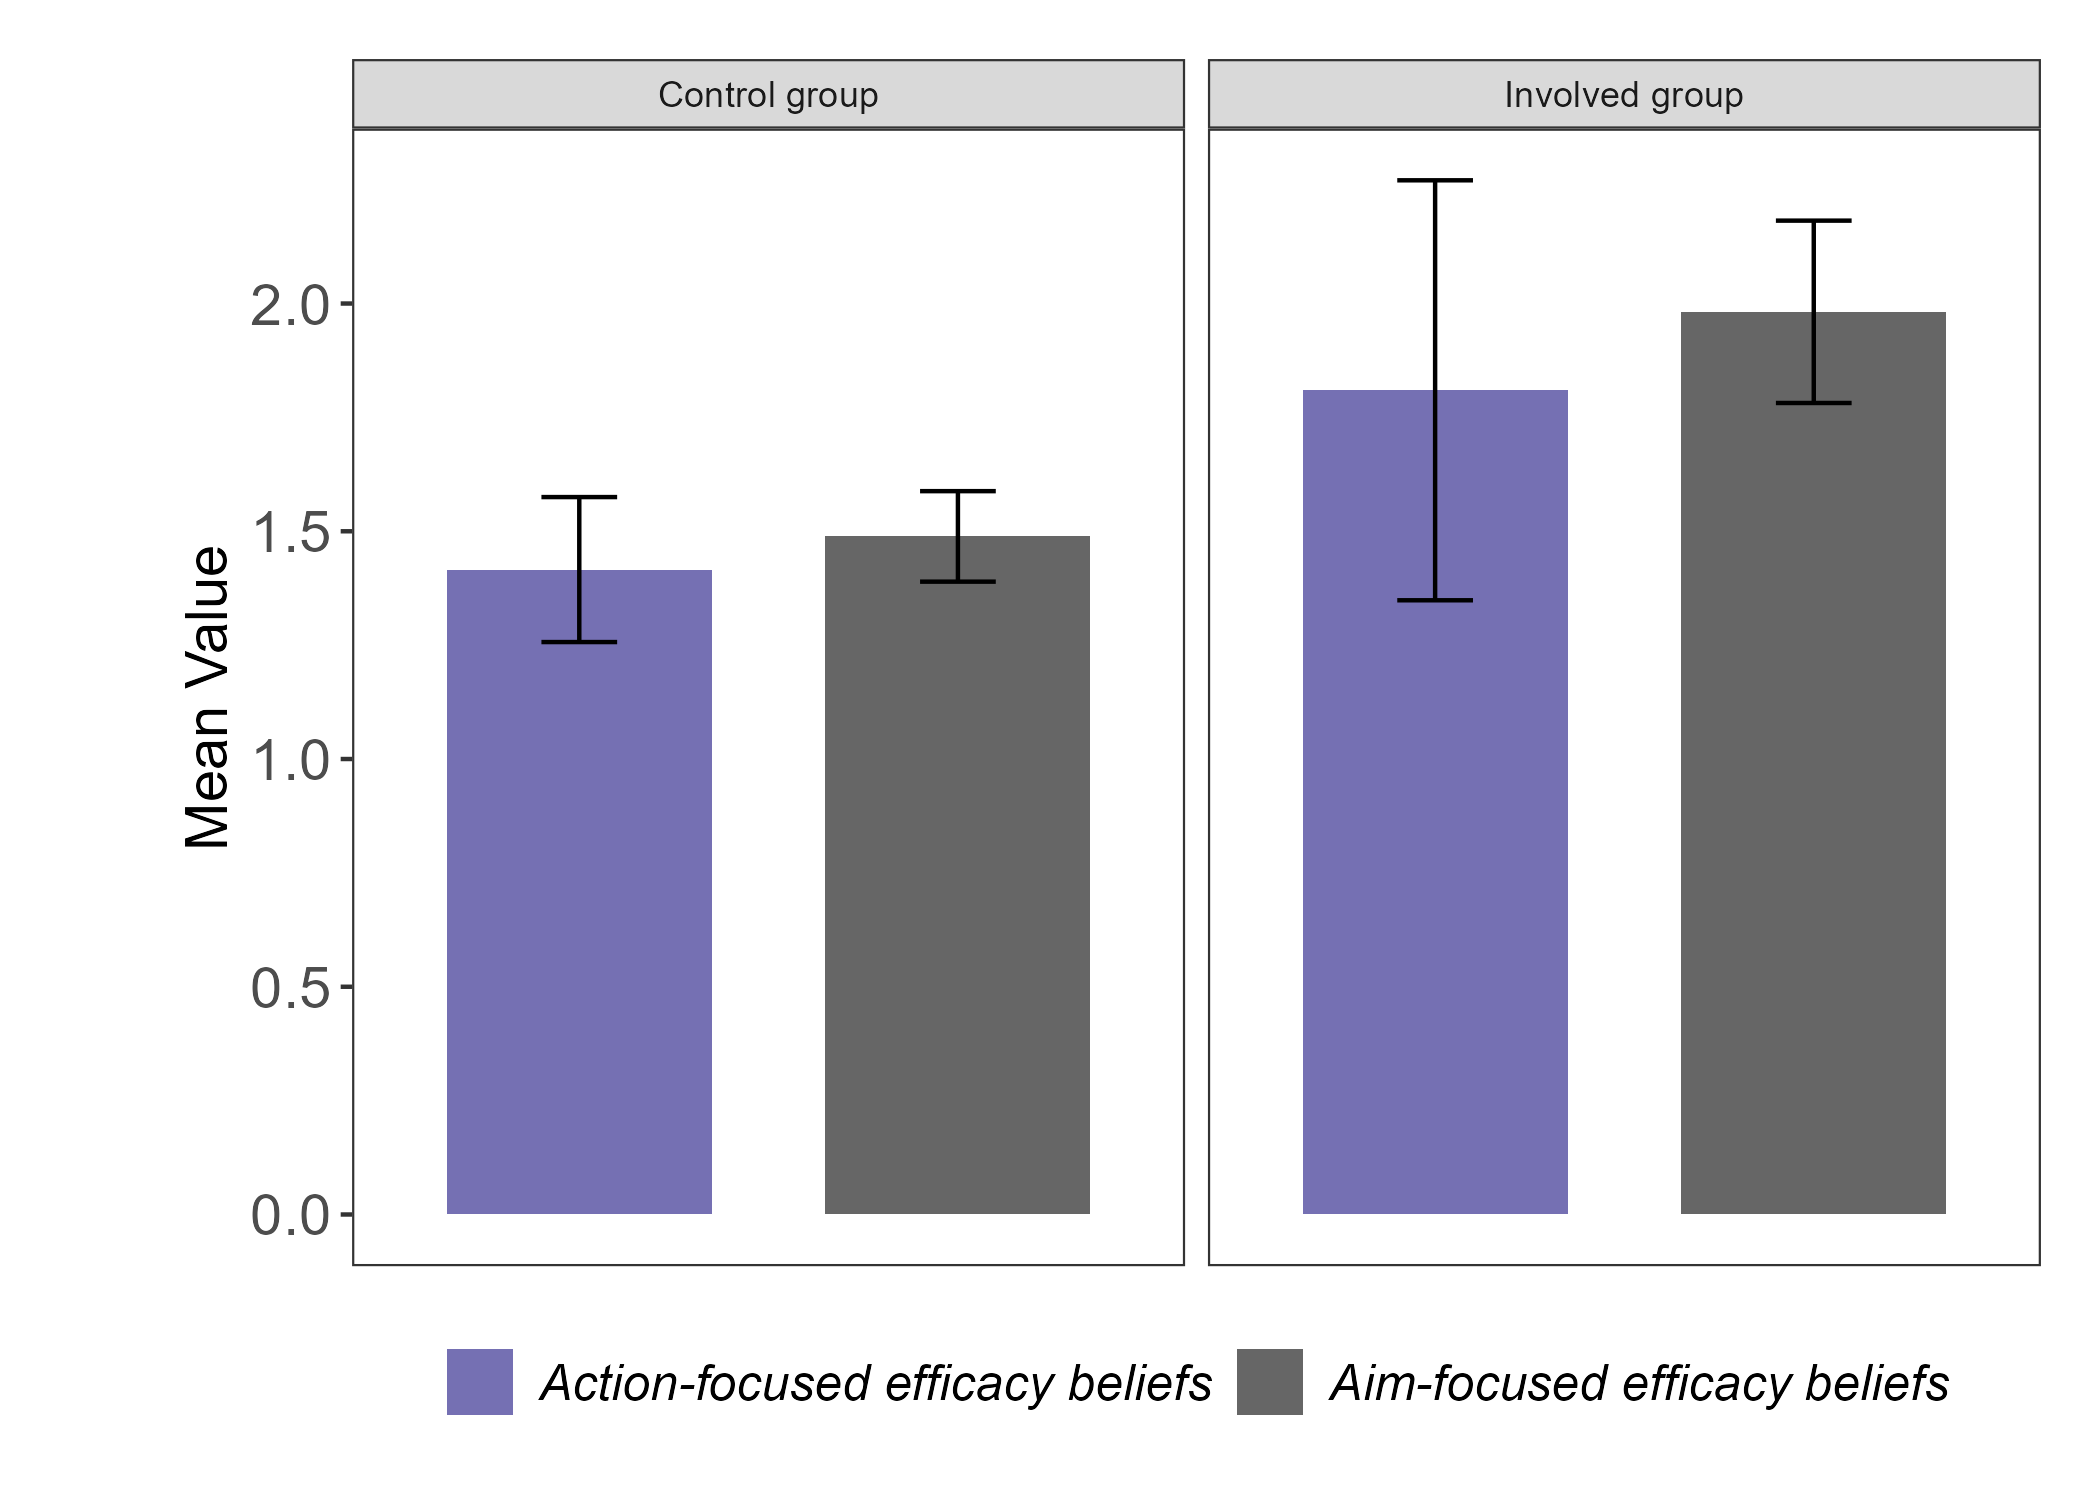 Control group
Involved group
Mean Value
2.0
1.5
1.0
0.5
0.0
Action-focused efficacy beliefs
Aim-focused efficacy beliefs